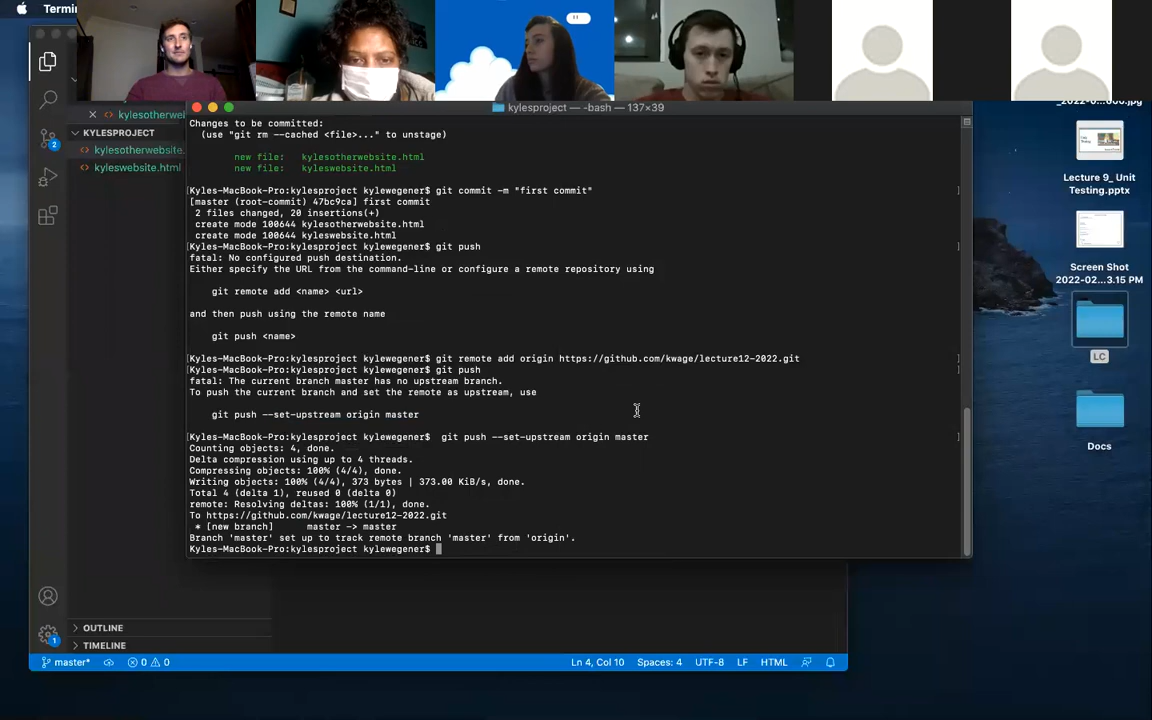 Termi
kylesproject — -bash — 137×39
Changes to be committed:
(use "git rm --cached <file>..." to unstage)
new file:   kylesotherwebsite.html
new file:   kyleswebsite.html
[Kyles-MacBook-Pro:kylesproject kylewegener$ git commit -m "first commit" ]
[master (root-commit) 47bc9ca] first commit
2 files changed, 20 insertions(+)
create mode 100644 kylesotherwebsite.html
create mode 100644 kyleswebsite.html
[Kyles-MacBook-Pro:kylesproject kylewegener$ git push ]
fatal: No configured push destination.
Either specify the URL from the command-line or configure a remote repository using
git remote add <name> <url>
and then push using the remote name
git push <name>
[Kyles-MacBook-Pro:kylesproject kylewegener$ git remote add origin https://github.com/kwage/lecture12-2022.git ]
[Kyles-MacBook-Pro:kylesproject kylewegener$ git push ]
fatal: The current branch master has no upstream branch.
To push the current branch and set the remote as upstream, use
git push --set-upstream origin master
[Kyles-MacBook-Pro:kylesproject kylewegener$  git push --set-upstream origin master ]
Counting objects: 4, done.
Delta compression using up to 4 threads.
Compressing objects: 100% (4/4), done.
Writing objects: 100% (4/4), 373 bytes | 373.00 KiB/s, done.
Total 4 (delta 1), reused 0 (delta 0)
remote: Resolving deltas: 100% (1/1), done.
To https://github.com/kwage/lecture12-2022.git
* [new branch]      master -> master
Branch 'master' set up to track remote branch 'master' from 'origin'.
Kyles-MacBook-Pro:kylesproject kylewegener$
kylesotherwe
KYLESPROJECT
kylesotherwebsite.
kyleswebsite.html
2
1
OUTLINE
TIMELINE
master*
0
0
Ln 4, Col 10
Spaces: 4
UTF-8
LF
HTML
Lecture 9_ Unit
Testing.pptx
Screen Shot
2022-02...3.15 PM
LC
Docs